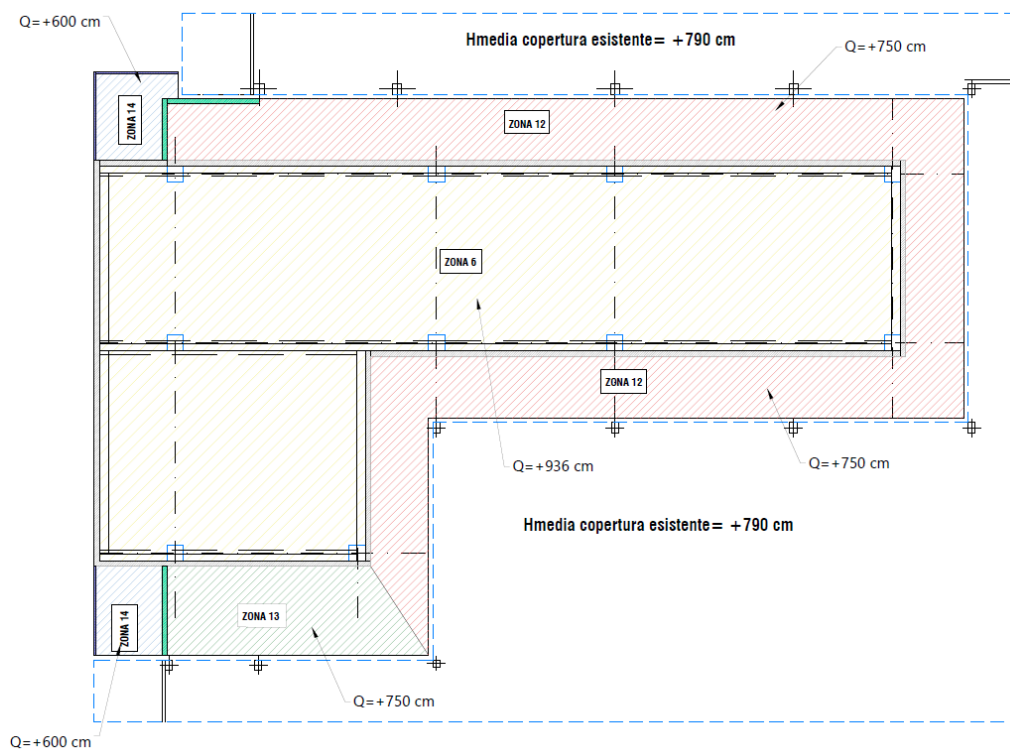 Q=+600 cm
Hmedia copertura esistente= +790 cm
Q=+750 cm
ZONA 14
ZONA 12
ZONA 6
ZONA 12
Q=+936 cm
Q=+750 cm
Hmedia copertura esistente= +790 cm
ZONA 14
ZONA 13
Q=+750 cm
Q=+600 cm